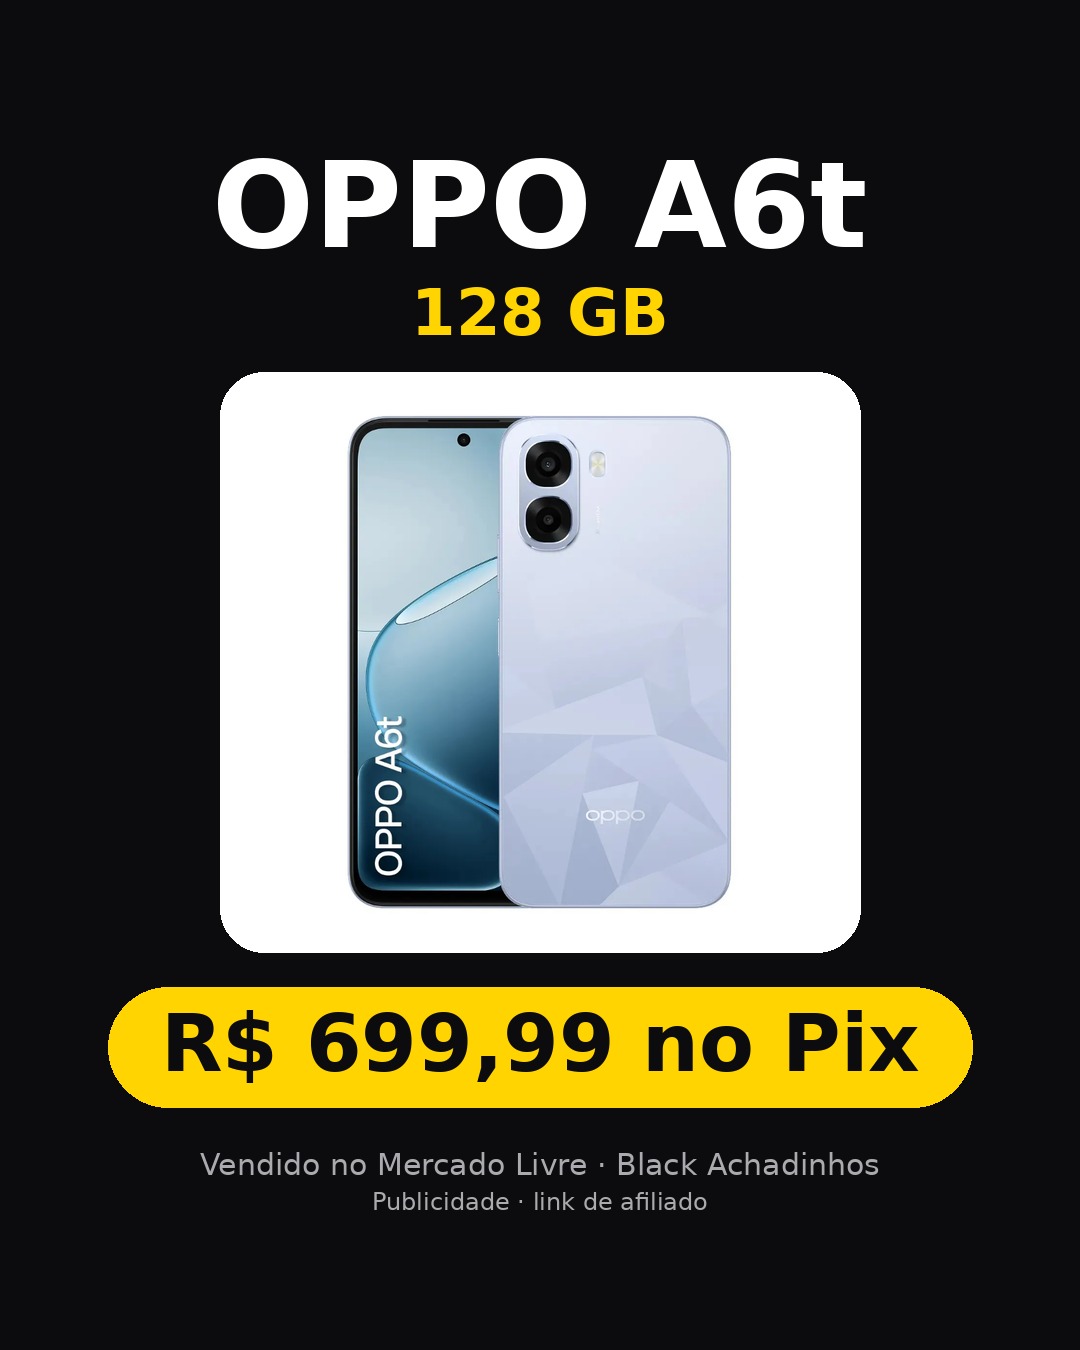 OPPO A6t
128 GB
OPPO A6t
oppo
R$ 699,99 no Pix
Vendido no Mercado Livre · Black Achadinhos
Publicidade · link de afiliado